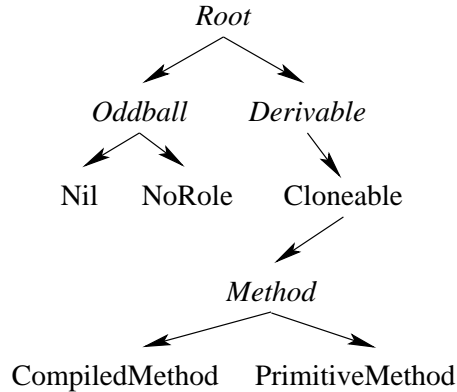 Root
Oddball Derivable
Nil NoRole Cloneable
Method
CompiledMethod PrimitiveMethod